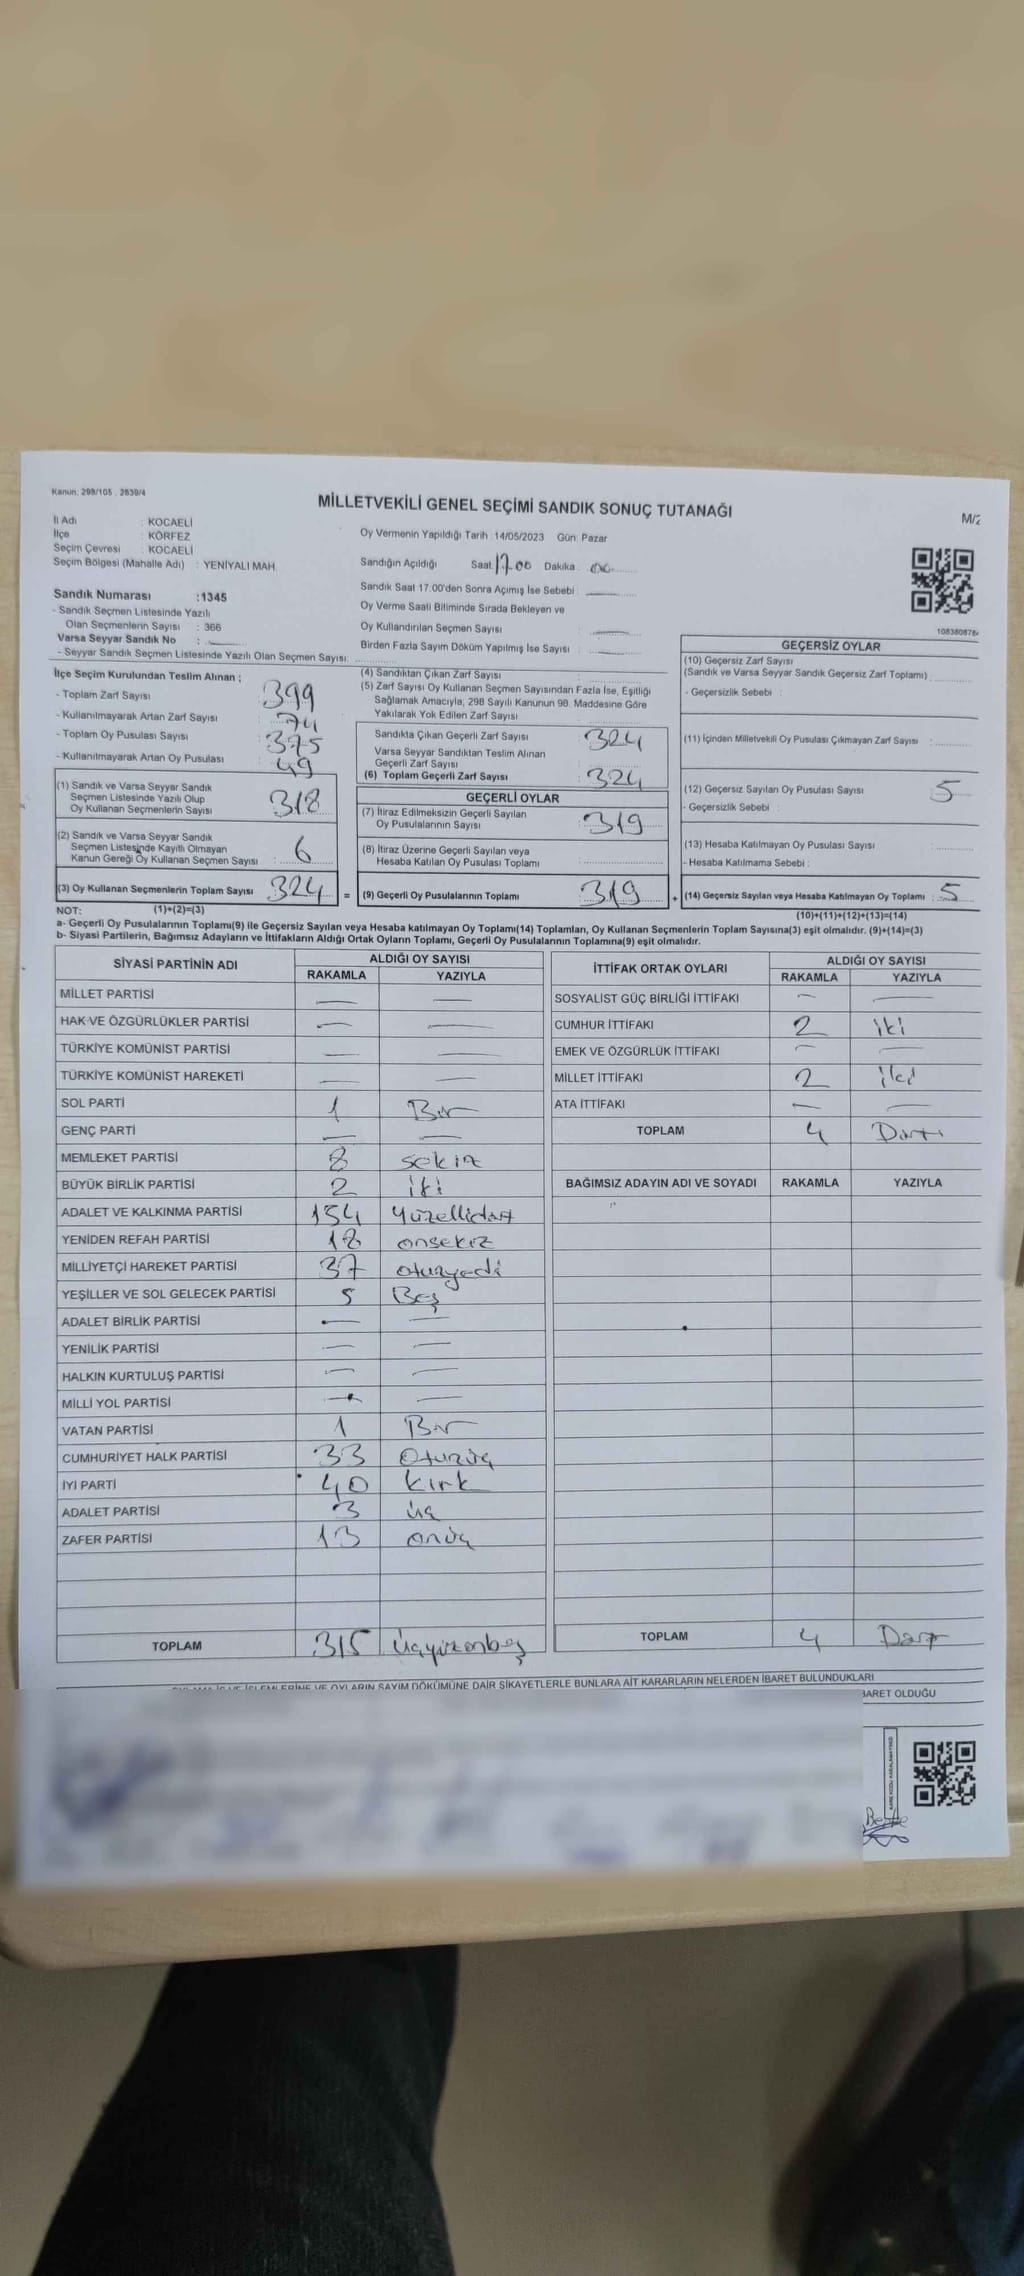 Kanun: 298/105 , 2839/4
MİLLETVEKİLİ GENEL SEÇİMİ SANDIK SONUÇ TUTANAĞI
M/2
İl Adı : KOCAELİ
İlçe : KÖRFEZ
Seçim Çevresi : KOCAELİ
Seçim Bölgesi (Mahalle Adı) : YENİYALI MAH.
Sandık Numarası :1345
- Sandık Seçmen Listesinde Yazılı
Olan Seçmenlerin Sayısı : 366
Varsa Seyyar Sandık No : —
- Seyyar Sandık Seçmen Listesinde Yazılı Olan Seçmen Sayısı:
Oy Vermenin Yapıldığı Tarih :14/05/2023 Gün: Pazar
Sandığın Açıldığı Saat 17.00 Dakika : 00
Sandık Saat 17:00'den Sonra Açımış İse Sebebi : —
Oy Verme Saati Bitiminde Sırada Bekleyen ve
Oy Kullandırılan Seçmen Sayısı : —
Birden Fazla Sayım Döküm Yapılmış İse Sayısı : —
İlçe Seçim Kurulundan Teslim Alınan ;
- Toplam Zarf Sayısı : 399
- Kullanılmayarak Artan Zarf Sayısı : 74
- Toplam Oy Pusulası Sayısı : 375
- Kullanılmayarak Artan Oy Pusulası : 49
(1) Sandık ve Varsa Seyyar Sandık
Seçmen Listesinde Yazılı Olup
Oy Kullanan Seçmenlerin Sayısı : 318
(2) Sandık ve Varsa Seyyar Sandık
Seçmen Listesinde Kayıtlı Olmayan
Kanun Gereği Oy Kullanan Seçmen Sayısı : 6
(3) Oy Kullanan Seçmenlerin Toplam Sayısı : 324 =
(4) Sandıktan Çıkan Zarf Sayısı :
(5) Zarf Sayısı Oy Kullanan Seçmen Sayısından Fazla İse, Eşitliği
Sağlamak Amacıyla, 298 Sayılı Kanunun 98. Maddesine Göre
Yakılarak Yok Edilen Zarf Sayısı :
Sandıkta Çıkan Geçerli Zarf Sayısı : 324
Varsa Seyyar Sandıktan Teslim Alınan
Geçerli Zarf Sayısı :
(6) Toplam Geçerli Zarf Sayısı : 324
GEÇERLİ OYLAR
(7) İtiraz Edilmeksizin Geçerli Sayılan
Oy Pusulalarının Sayısı : 319
(8) İtiraz Üzerine Geçerli Sayılan veya
Hesaba Katılan Oy Pusulası Toplamı :
(9) Geçerli Oy Pusulalarının Toplamı : 319 +
GEÇERSİZ OYLAR
(10) Geçersiz Zarf Sayısı
(Sandık ve Varsa Seyyar Sandık Geçersiz Zarf Toplamı) :
- Geçersizlik Sebebi :
(11) İçinden Milletvekili Oy Pusulası Çıkmayan Zarf Sayısı :
(12) Geçersiz Sayılan Oy Pusulası Sayısı : 5
- Geçersizlik Sebebi :
(13) Hesaba Katılmayan Oy Pusulası Sayısı :
- Hesaba Katılmama Sebebi :
(14) Geçersiz Sayılan veya Hesaba Katılmayan Oy Toplamı : 5
NOT: (1)+(2)=(3)
(10)+(11)+(12)+(13)=(14)
a- Geçerli Oy Pusulalarının Toplamı(9) ile Geçersiz Sayılan veya Hesaba katılmayan Oy Toplamı(14) Toplamları, Oy Kullanan Seçmenlerin Toplam Sayısına(3) eşit olmalıdır. (9)+(14)=(3)
b- Siyasi Partilerin, Bağımsız Adayların ve İttifakların Aldığı Ortak Oyların Toplamı, Geçerli Oy Pusulalarının Toplamına(9) eşit olmalıdır.
SİYASİ PARTİNİN ADI ALDIĞI OY SAYISI
RAKAMLA YAZIYLA
MİLLET PARTİSİ — —
HAK VE ÖZGÜRLÜKLER PARTİSİ — —
TÜRKİYE KOMÜNİST PARTİSİ — —
TÜRKİYE KOMÜNİST HAREKETİ — —
SOL PARTİ 1 Bir
GENÇ PARTİ — —
MEMLEKET PARTİSİ 8 sekiz
BÜYÜK BİRLİK PARTİSİ 2 iki
ADALET VE KALKINMA PARTİSİ 154 Yüzellidört
YENİDEN REFAH PARTİSİ 18 onsekiz
MİLLİYETÇİ HAREKET PARTİSİ 37 otuzyedi
YEŞİLLER VE SOL GELECEK PARTİSİ 5 Beş
ADALET BİRLİK PARTİSİ — —
YENİLİK PARTİSİ — —
HALKIN KURTULUŞ PARTİSİ — —
MİLLİ YOL PARTİSİ — —
VATAN PARTİSİ 1 Bir
CUMHURİYET HALK PARTİSİ 33 Otuzüç
İYİ PARTİ 40 kırk
ADALET PARTİSİ 3 üç
ZAFER PARTİSİ 13 onüç
TOPLAM 315 üçyüzonbeş
İTTİFAK ORTAK OYLARI ALDIĞI OY SAYISI
RAKAMLA YAZIYLA
SOSYALİST GÜÇ BİRLİĞİ İTTİFAKI — —
CUMHUR İTTİFAKI 2 iki
EMEK VE ÖZGÜRLÜK İTTİFAKI — —
MİLLET İTTİFAKI 2 iki
ATA İTTİFAKI — —
TOPLAM 4 Dört
BAĞIMSIZ ADAYIN ADI VE SOYADI RAKAMLA YAZIYLA
TOPLAM 4 Dört
SAYIM DÖKÜMÜNE DAİR ŞİKAYETLERLE BUNLARA AİT KARARLARIN NELERDEN İBARET BULUNDUKLARI
İBARET OLDUĞU